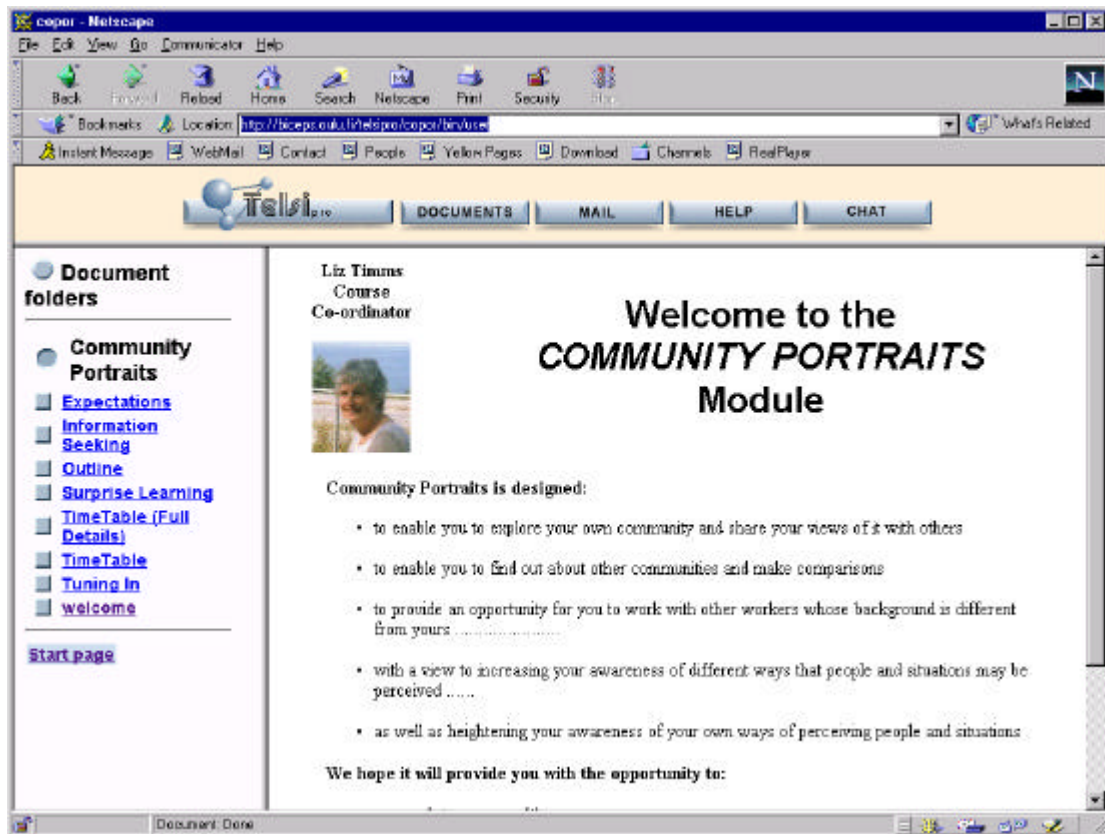 copor - Netscape
File Edit View Go Communicator Help
Back Forward Reload Home Search Netscape Print Security Stop
Bookmarks Location: http://biceps.oulu.fi/telsipro/copor/bin/user What's Related
Instant Message WebMail Contact People Yellow Pages Download Channels RealPlayer
Telsi pro DOCUMENTS MAIL HELP CHAT
Document
folders
Community
Portraits
Expectations
Information
Seeking
Outline
Surprise Learning
TimeTable (Full
Details)
TimeTable
Tuning In
welcome
Start page
Liz Timms
Course
Co-ordinator
Welcome to the
COMMUNITY PORTRAITS
Module
Community Portraits is designed:
• to enable you to explore your own community and share your views of it with others
• to enable you to find out about other communities and make comparisons
• to provide an opportunity for you to work with other workers whose background is different
from yours ........................
• with a view to increasing your awareness of different ways that people and situations may be
perceived ......
• as well as heightening your awareness of your own ways of perceiving people and situations
We hope it will provide you with the opportunity to:
Document: Done